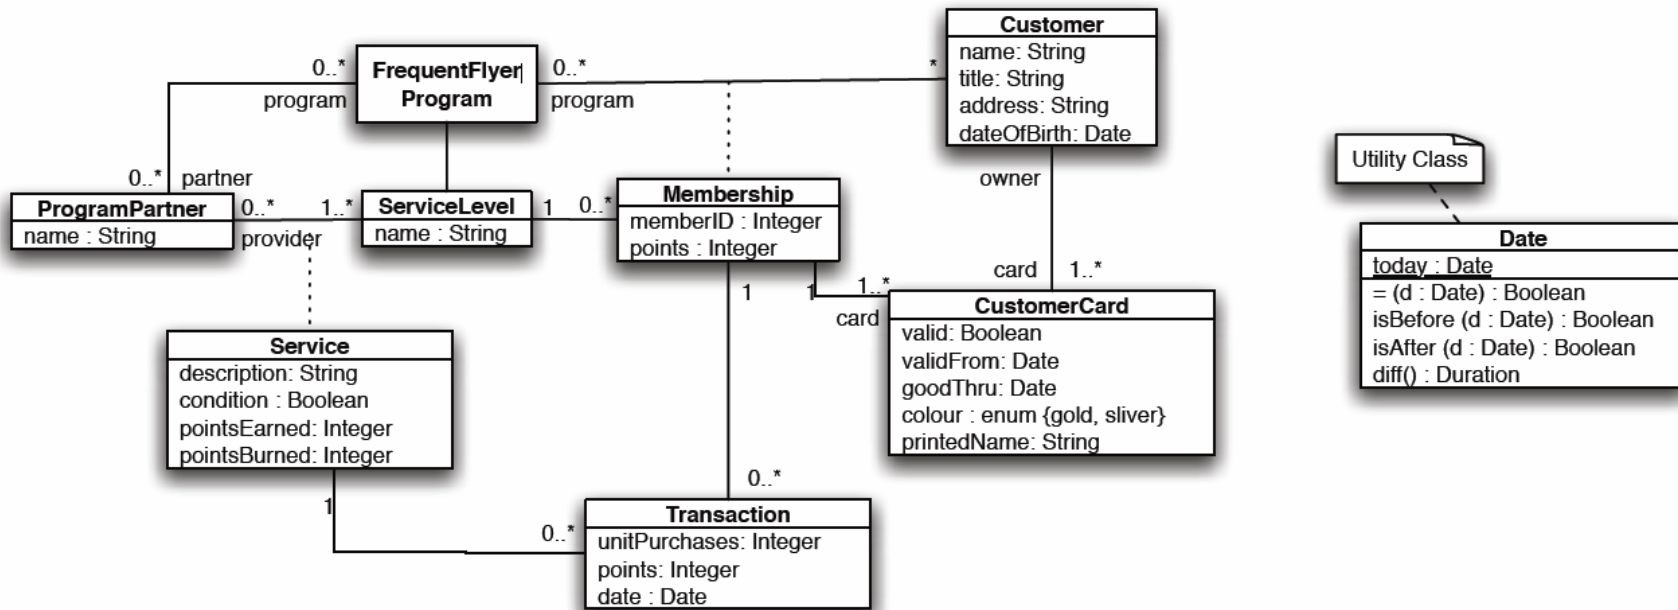 Customer
name: String
title: String
address: String
dateOfBirth: Date
0..*
FrequentFlyer
Program
0..*
*
program
program
Utility Class
0..*
partner
owner
ProgramPartner
name : String
0..*
provider
1..*
ServiceLevel
name : String
1
0..*
Membership
memberID : Integer
points : Integer
Date
today : Date
= (d : Date) : Boolean
isBefore (d : Date) : Boolean
isAfter (d : Date) : Boolean
diff() : Duration
card
1..*
1
1
1..*
card
CustomerCard
valid: Boolean
validFrom: Date
goodThru: Date
colour : enum {gold, sliver}
printedName: String
Service
description: String
condition : Boolean
pointsEarned: Integer
pointsBurned: Integer
1
0..*
0..*
Transaction
unitPurchases: Integer
points: Integer
date : Date